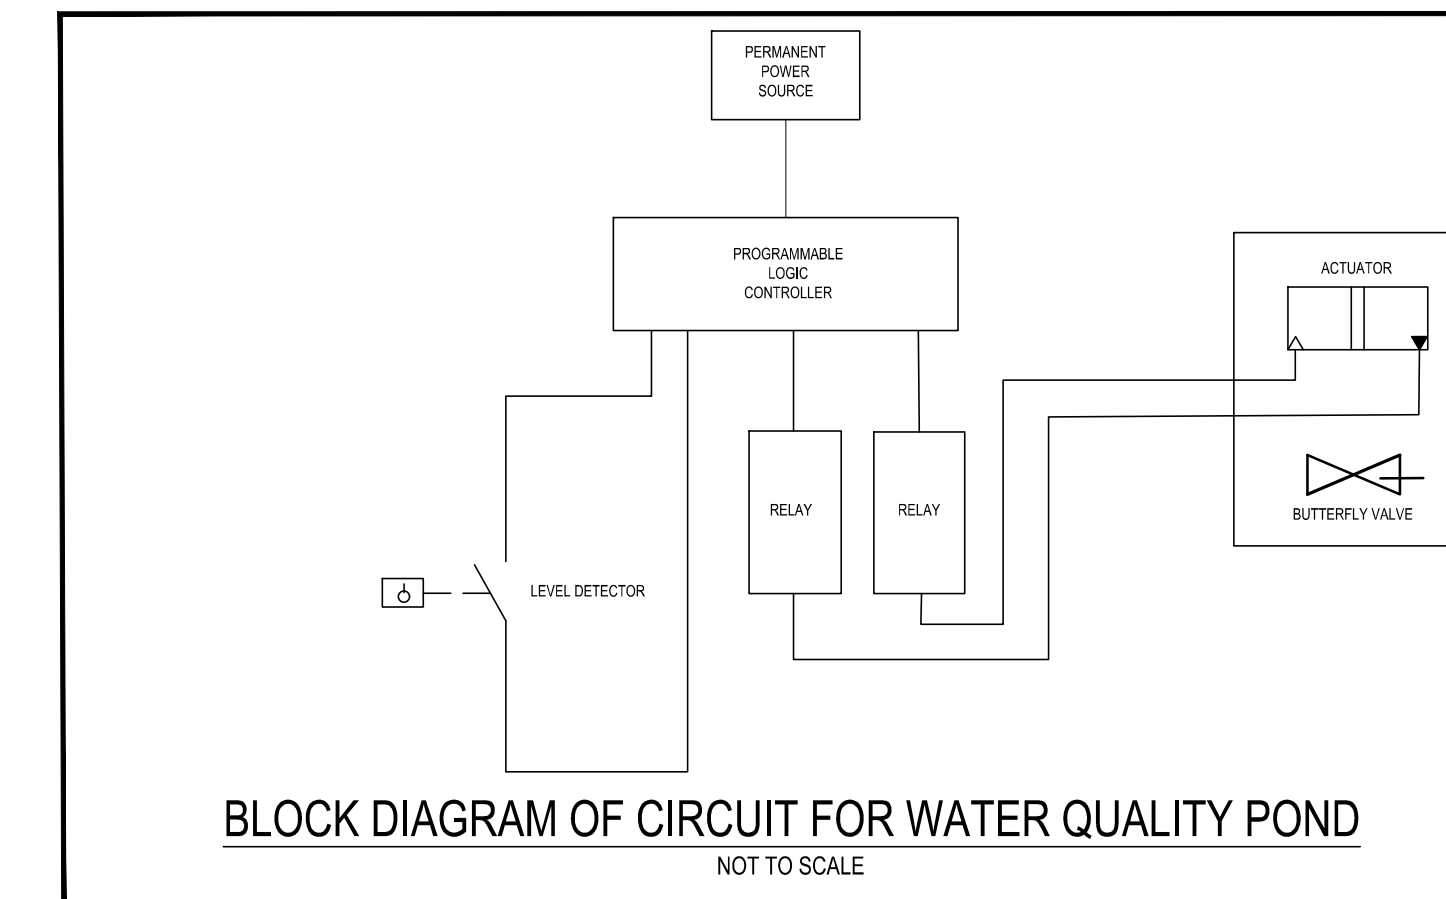 PERMANENT
POWER
SOURCE
PROGRAMMABLE
LOGIC
CONTROLLER
ACTUATOR
RELAY
RELAY
BUTTERFLY VALVE
LEVEL DETECTOR
BLOCK DIAGRAM OF CIRCUIT FOR WATER QUALITY POND
NOT TO SCALE